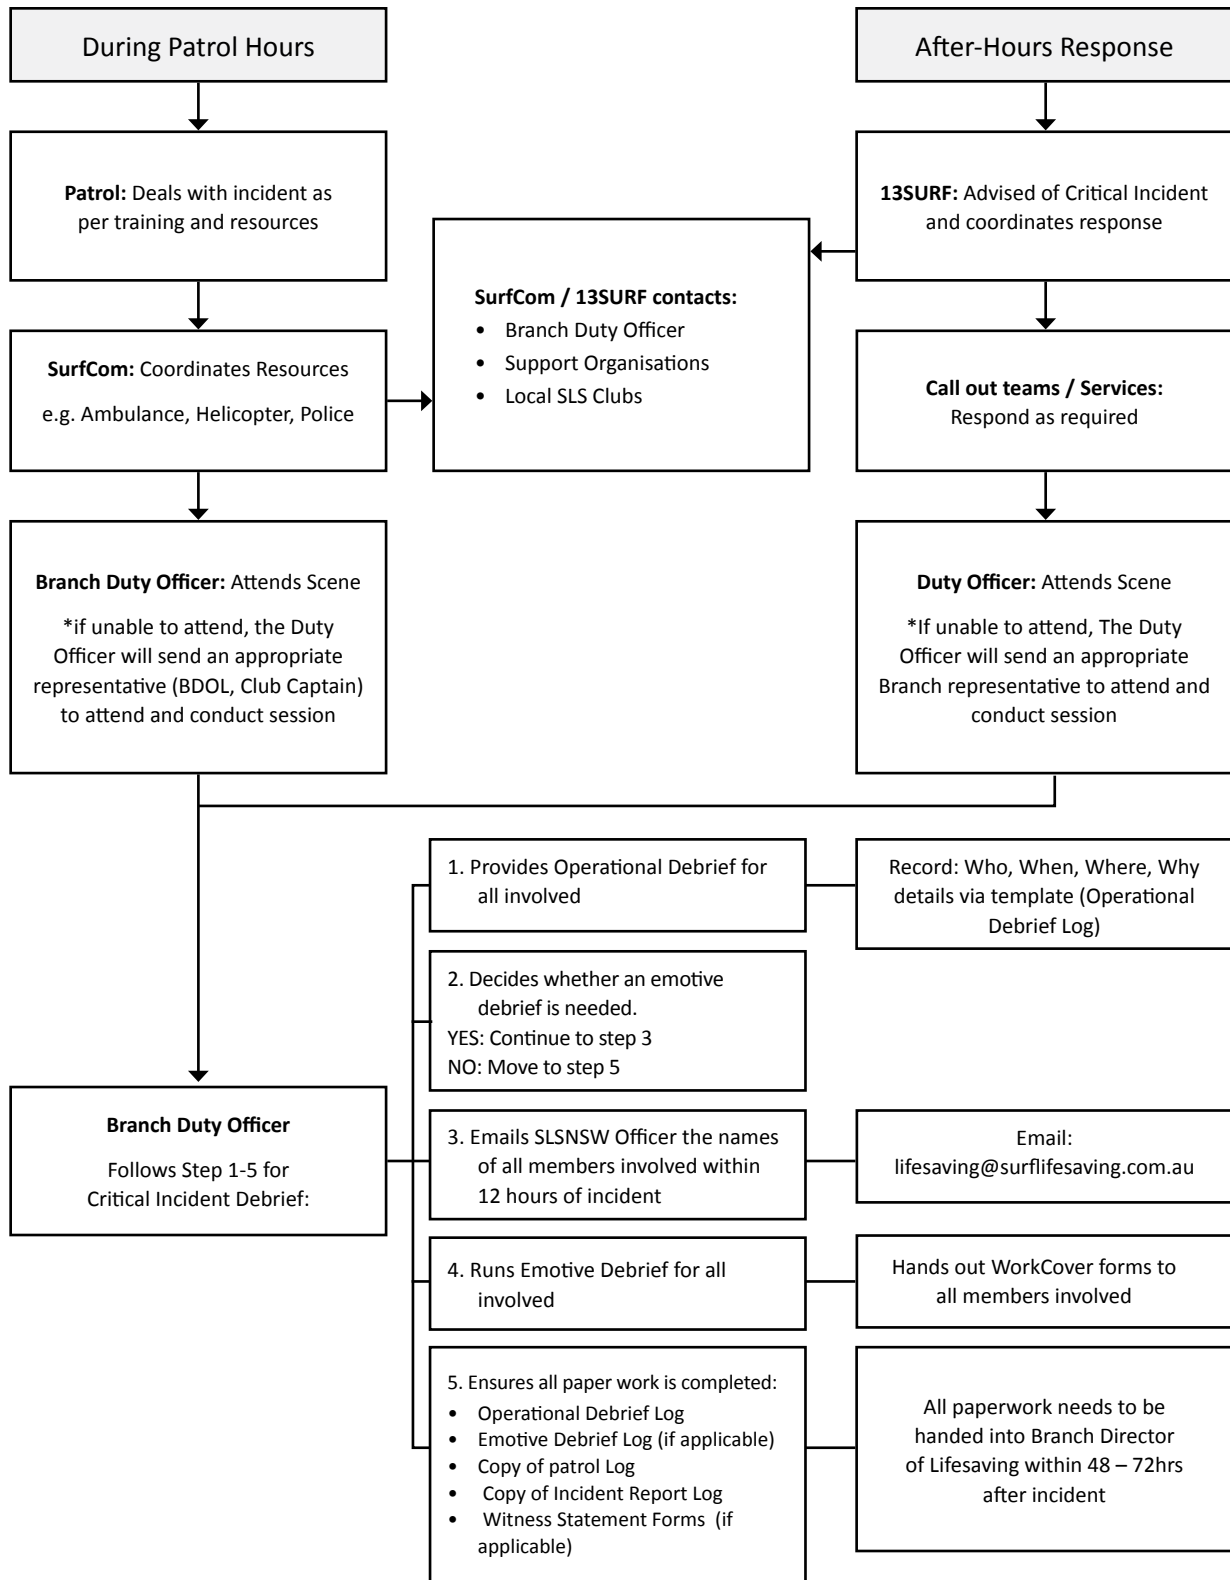 During Patrol Hours
After-Hours Response
Patrol: Deals with incident as
per training and resources
13SURF: Advised of Critical Incident
and coordinates response
SurfCom / 13SURF contacts:
• Branch Duty Officer
• Support Organisations
• Local SLS Clubs
SurfCom: Coordinates Resources
e.g. Ambulance, Helicopter, Police
Call out teams / Services:
Respond as required
Branch Duty Officer: Attends Scene
*if unable to attend, the Duty
Officer will send an appropriate
representative (BDOL, Club Captain)
to attend and conduct session
Duty Officer: Attends Scene
*If unable to attend, The Duty
Officer will send an appropriate
Branch representative to attend and
conduct session
Branch Duty Officer
Follows Step 1-5 for
Critical Incident Debrief:
1. Provides Operational Debrief for
all involved
Record: Who, When, Where, Why
details via template (Operational
Debrief Log)
2. Decides whether an emotive
debrief is needed.
YES: Continue to step 3
NO: Move to step 5
3. Emails SLSNSW Officer the names
of all members involved within
12 hours of incident
Email:
lifesaving@surflifesaving.com.au
4. Runs Emotive Debrief for all
involved
Hands out WorkCover forms to
all members involved
5. Ensures all paper work is completed:
• Operational Debrief Log
• Emotive Debrief Log (if applicable)
• Copy of patrol Log
• Copy of Incident Report Log
• Witness Statement Forms (if
applicable)
All paperwork needs to be
handed into Branch Director
of Lifesaving within 48 – 72hrs
after incident